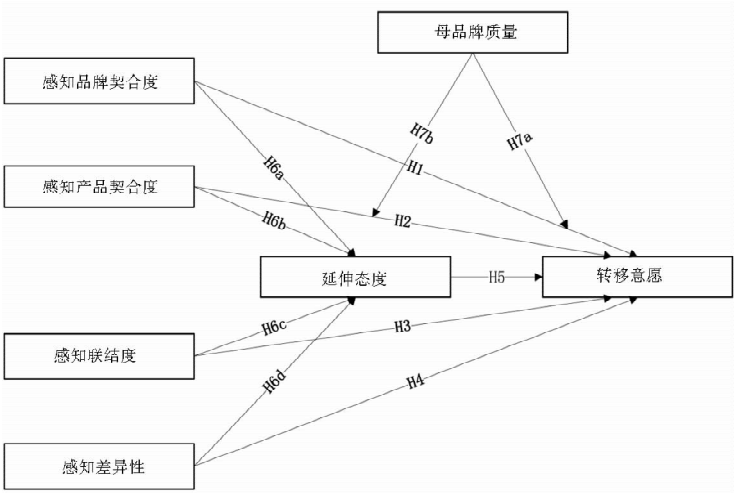 母品牌质量
感知品牌契合度
H7b
H7a
H6a
H1
感知产品契合度
H6b
H2
延伸态度
H5
转移意愿
H6c
H3
感知联结度
H6d
H4
感知差异性